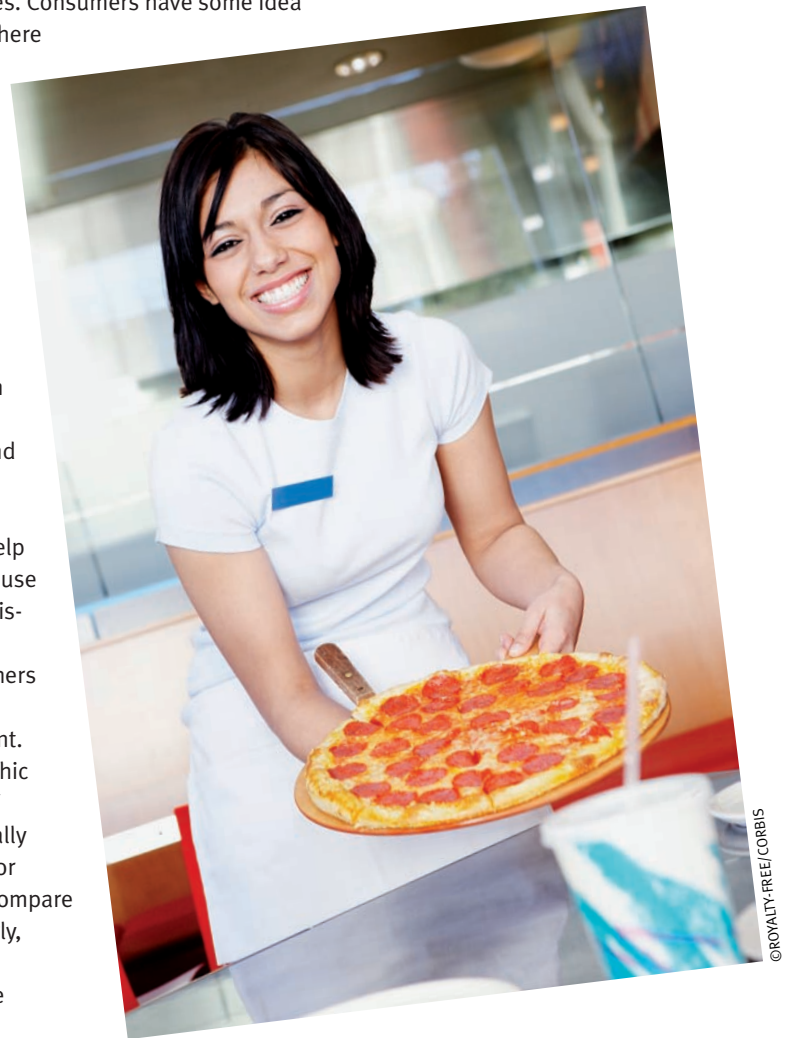 es. Consumers have some idea
here
nd
elp
use
is-
ners
nt.
hic
ally
or
ompare
ly,
e
©ROYALTY-FREE/CORBIS